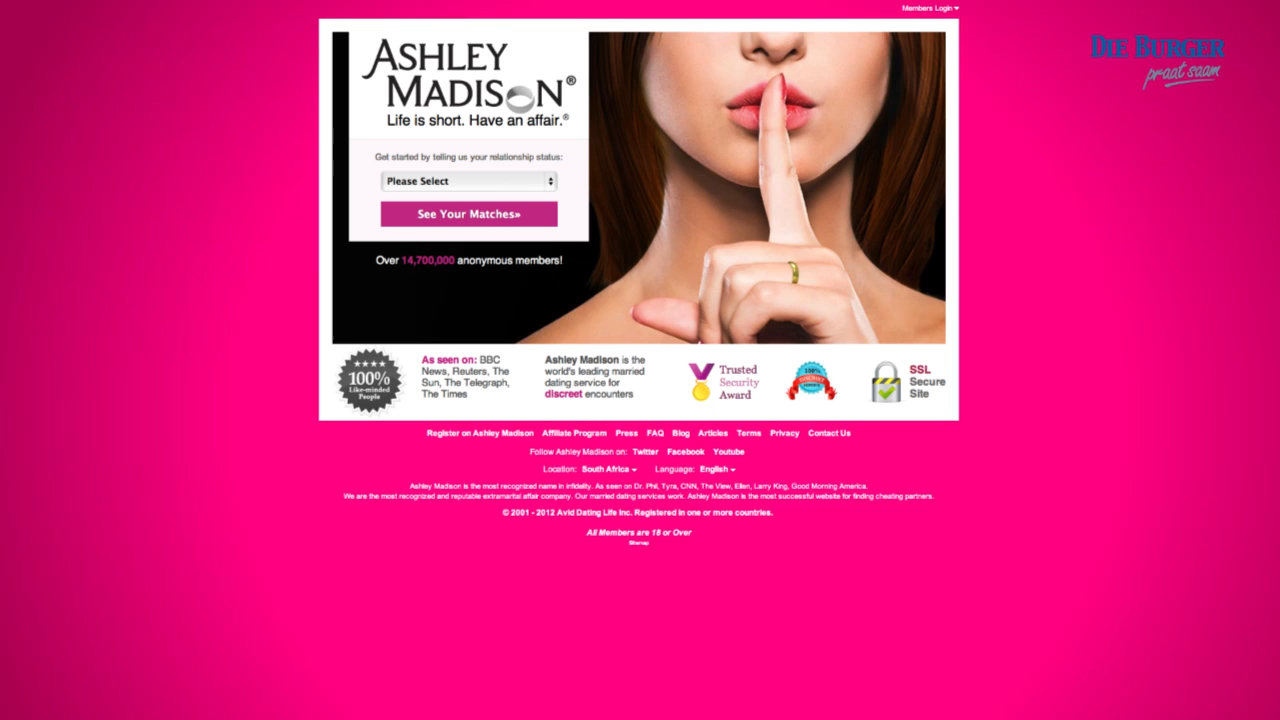 Members Login
DIE BURGER
praat saam
ASHLEY
MADISON®
Life is short. Have an affair.®
Get started by telling us your relationship status:
Please Select
See Your Matches»
Over 14,700,000 anonymous members!
100%
Like-minded
People
As seen on: BBC
News, Reuters, The
Sun, The Telegraph,
The Times
Ashley Madison is the
world's leading married
dating service for
discreet encounters
Trusted
Security
Award
100%
DISCREET
SSL
Secure
Site
Register on Ashley Madison Affiliate Program Press FAQ Blog Articles Terms Privacy Contact Us
Follow Ashley Madison on: Twitter Facebook Youtube
Location: South Africa Language: English
Ashley Madison is the most recognized name in infidelity. As seen on Dr. Phil, Tyra, CNN, The View, Ellen, Larry King, Good Morning America.
We are the most recognized and reputable extramarital affair company. Our married dating services work. Ashley Madison is the most successful website for finding cheating partners.
© 2001 - 2012 Avid Dating Life Inc. Registered in one or more countries.
All Members are 18 or Over
Sitemap